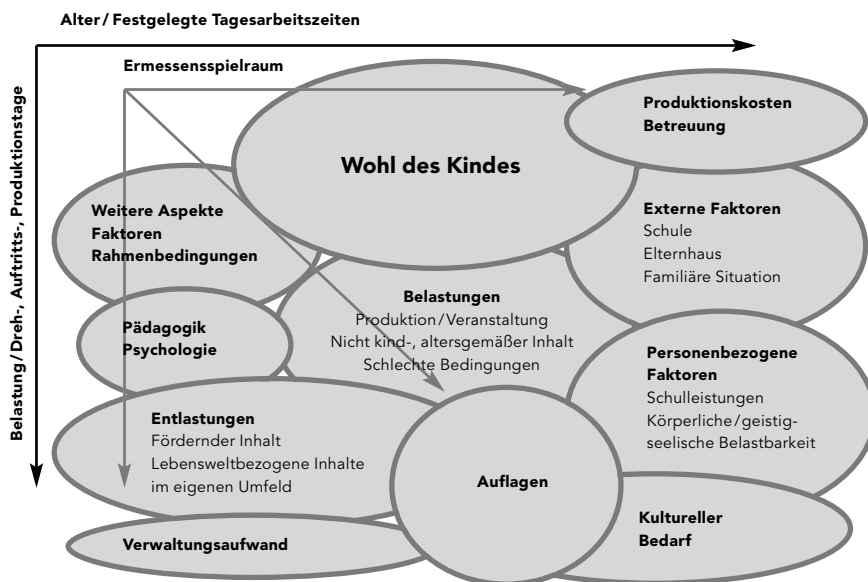 Alter / Festgelegte Tagesarbeitszeiten
Belastung / Dreh-, Auftritts-, Produktionstage
Ermessensspielraum
Wohl des Kindes
Produktionskosten
Betreuung
Weitere Aspekte
Faktoren
Rahmenbedingungen
Externe Faktoren
Schule
Elternhaus
Familiäre Situation
Pädagogik
Psychologie
Belastungen
Produktion / Veranstaltung
Nicht kind-, altersgemäßer Inhalt
Schlechte Bedingungen
Personenbezogene
Faktoren
Schulleistungen
Körperliche / geistig-
seelische Belastbarkeit
Entlastungen
Fördernder Inhalt
Lebensweltbezogene Inhalte
im eigenen Umfeld
Auflagen
Kultureller
Bedarf
Verwaltungsaufwand